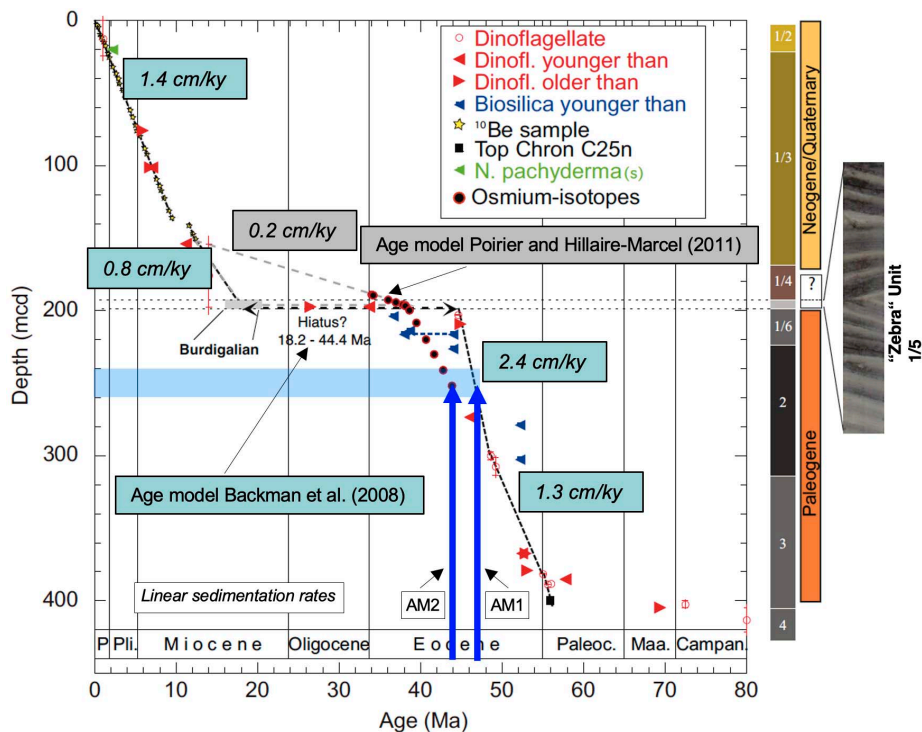 0
100
200
300
400
Depth (mcd)
1.4 cm/ky
Dinoflagellate
Dinofl. younger than
Dinofl. older than
Biosilica younger than
10Be sample
Top Chron C25n
N. pachyderma(s)
Osmium-isotopes
0.2 cm/ky
Age model Poirier and Hillaire-Marcel (2011)
0.8 cm/ky
Hiatus?
18.2 - 44.4 Ma
Burdigalian
2.4 cm/ky
Age model Backman et al. (2008)
1.3 cm/ky
Linear sedimentation rates
AM2
AM1
P
Pli.
Miocene
Oligocene
Eocene
Paleoc.
Maa.
Campan.
0
10
20
30
40
50
60
70
80
Age (Ma)
1/2
1/3
1/4
1/6
2
3
4
Neogene/Quaternary
?
Paleogene
"Zebra" Unit
1/5